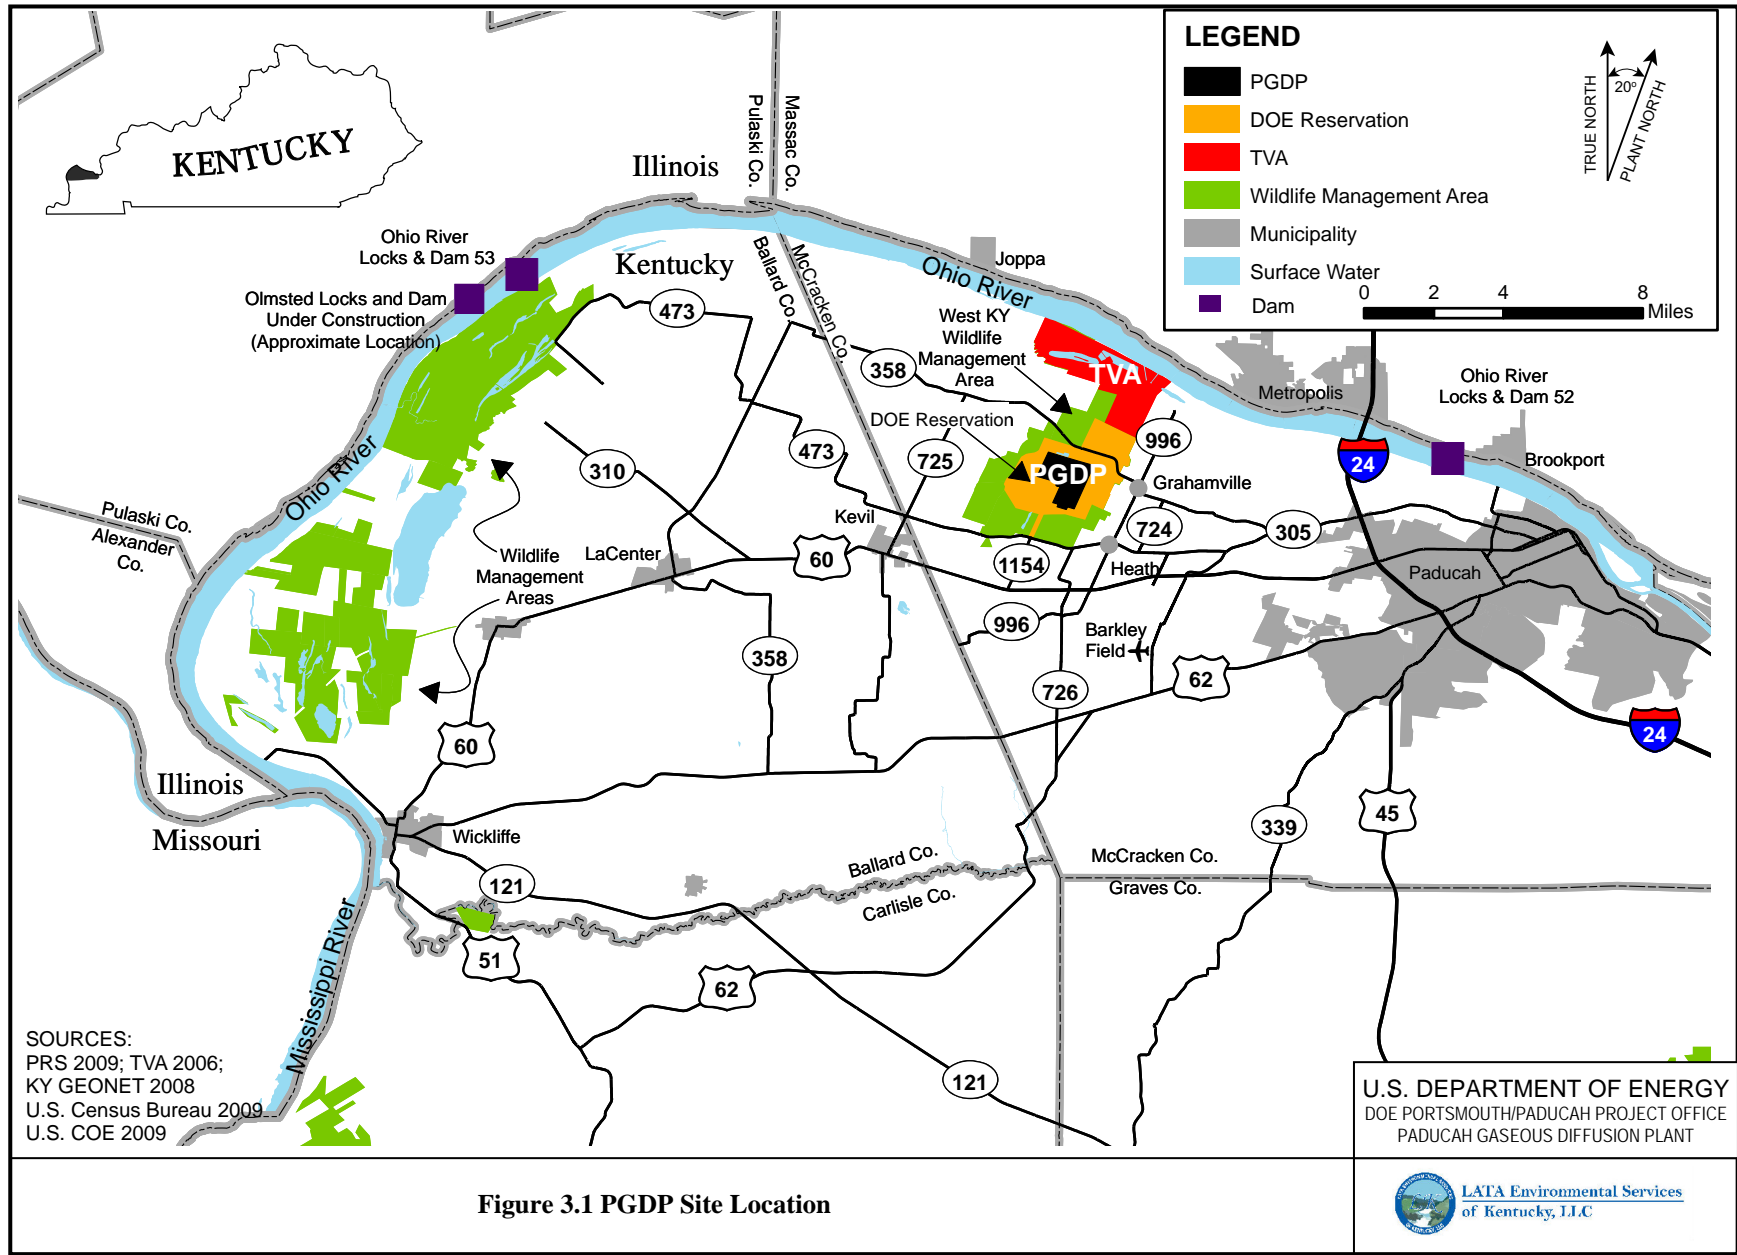 LEGEND
PGDP
DOE Reservation
TVA
Wildlife Management Area
Municipality
Surface Water
Dam
0 2 4 8 Miles
TRUE NORTH
20°
PLANT NORTH
KENTUCKY
Illinois
Pulaski Co.
Massac Co.
Ohio River
Locks & Dam 53
Olmsted Locks and Dam
Under Construction
(Approximate Location)
Kentucky
Ballard Co.
McCracken Co.
Ohio River
Joppa
473
358
West KY
Wildlife
Management
Area
TVA
DOE Reservation
PGDP
Metropolis
Ohio River
Locks & Dam 52
Brookport
24
996
Grahamville
473
725
310
Ohio River
Pulaski Co.
Alexander
Co.
Wildlife
Management
Areas
LaCenter
Kevil
60
1154
724
Heath
305
Paducah
996
Barkley
Field
358
726
62
24
60
Illinois
Missouri
Wickliffe
121
Ballard Co.
Carlisle Co.
McCracken Co.
Graves Co.
339
45
51
62
121
Mississippi River
SOURCES:
PRS 2009; TVA 2006;
KY GEONET 2008
U.S. Census Bureau 2009
U.S. COE 2009
U.S. DEPARTMENT OF ENERGY
DOE PORTSMOUTH/PADUCAH PROJECT OFFICE
PADUCAH GASEOUS DIFFUSION PLANT
Figure 3.1 PGDP Site Location
LATA Environmental Services
of Kentucky, LLC